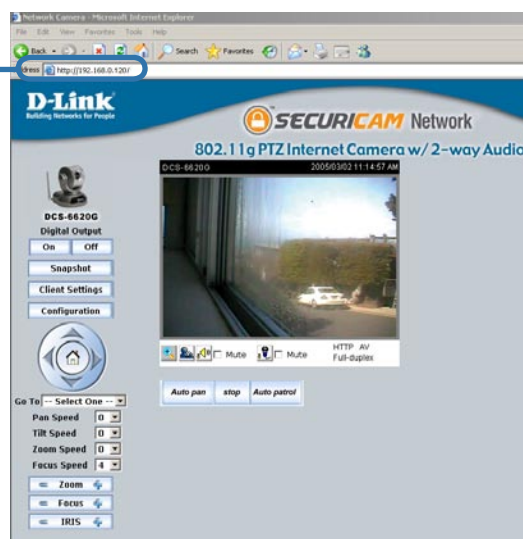 Network Camera - Microsoft Internet Explorer
File Edit View Favorites Tools Help
Back Search Favorites
Address http://192.168.0.120/
D-Link
Building Networks for People
SECURICAM Network
802.11g PTZ Internet Camera w/ 2-way Audio
DCS-6620G 2005/03/02 11:14:57 AM
DCS-6620G
Digital Output
On Off
Snapshot
Client Settings
Configuration
Mute Mute HTTP AV
Full-duplex
Auto pan stop Auto patrol
Go To -- Select One --
Pan Speed 0
Tilt Speed 0
Zoom Speed 0
Focus Speed 4
Zoom
Focus
IRIS